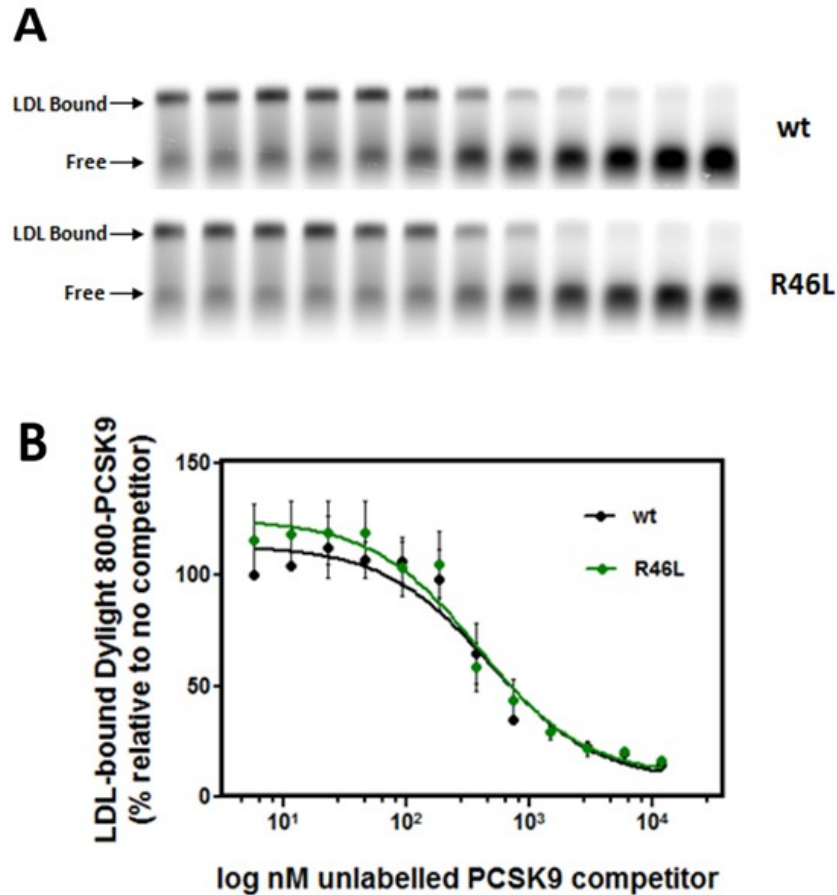 A
LDL Bound
Free
wt
LDL Bound
Free
R46L
B
LDL-bound Dylight 800-PCSK9
(% relative to no competitor)
150
100
50
0
wt
R46L
10¹
10²
10³
10⁴
log nM unlabelled PCSK9 competitor